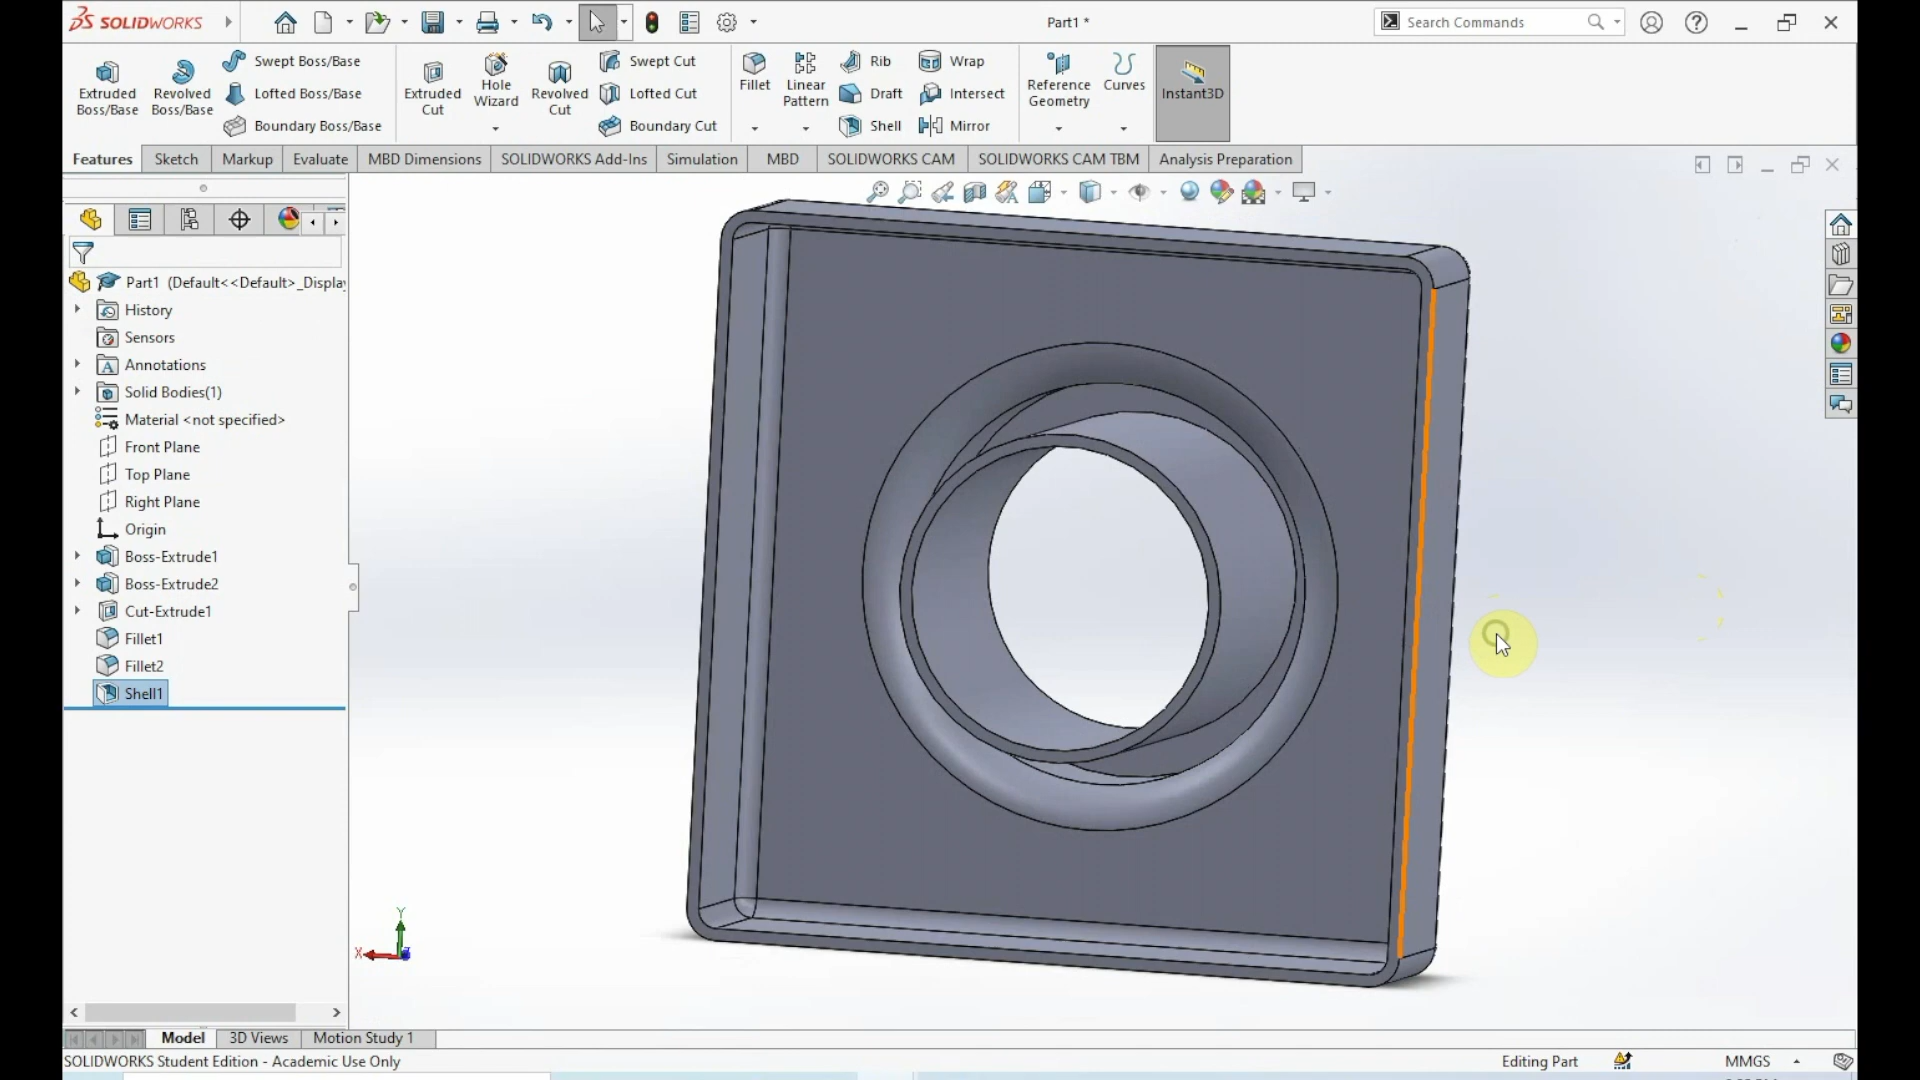 SOLIDWORKS
Part1 *
Search Commands
Extruded Boss/Base
Revolved Boss/Base
Swept Boss/Base
Lofted Boss/Base
Boundary Boss/Base
Extruded Cut
Hole Wizard
Revolved Cut
Swept Cut
Lofted Cut
Boundary Cut
Fillet
Linear Pattern
Rib
Draft
Shell
Wrap
Intersect
Mirror
Reference Geometry
Curves
Instant3D
Features
Sketch
Markup
Evaluate
MBD Dimensions
SOLIDWORKS Add-Ins
Simulation
MBD
SOLIDWORKS CAM
SOLIDWORKS CAM TBM
Analysis Preparation
Part1 (Default<<Default>_Display
History
Sensors
Annotations
Solid Bodies(1)
Material <not specified>
Front Plane
Top Plane
Right Plane
Origin
Boss-Extrude1
Boss-Extrude2
Cut-Extrude1
Fillet1
Fillet2
Shell1
Y
X
Model
3D Views
Motion Study 1
SOLIDWORKS Student Edition - Academic Use Only
Editing Part
MMGS